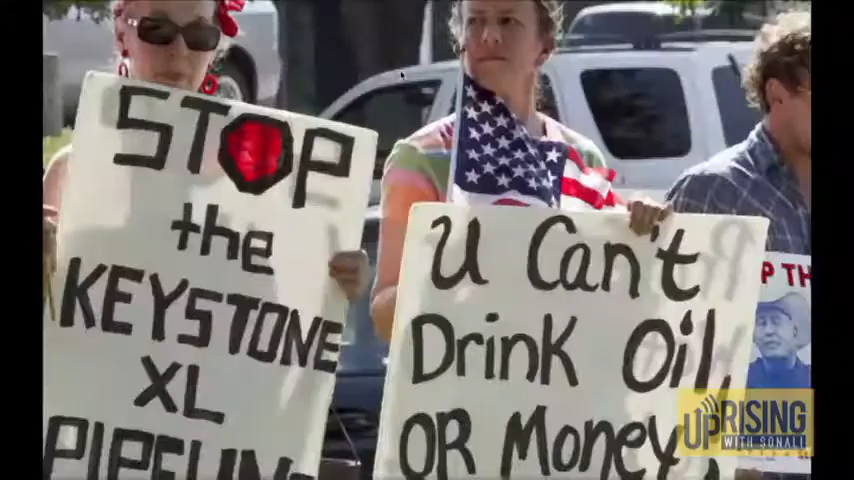 STOP
the
KEYSTONE
XL
PIPELINE
U Can't
Drink Oil,
OR Money,
P TH
UPRISING
WITH SONALI